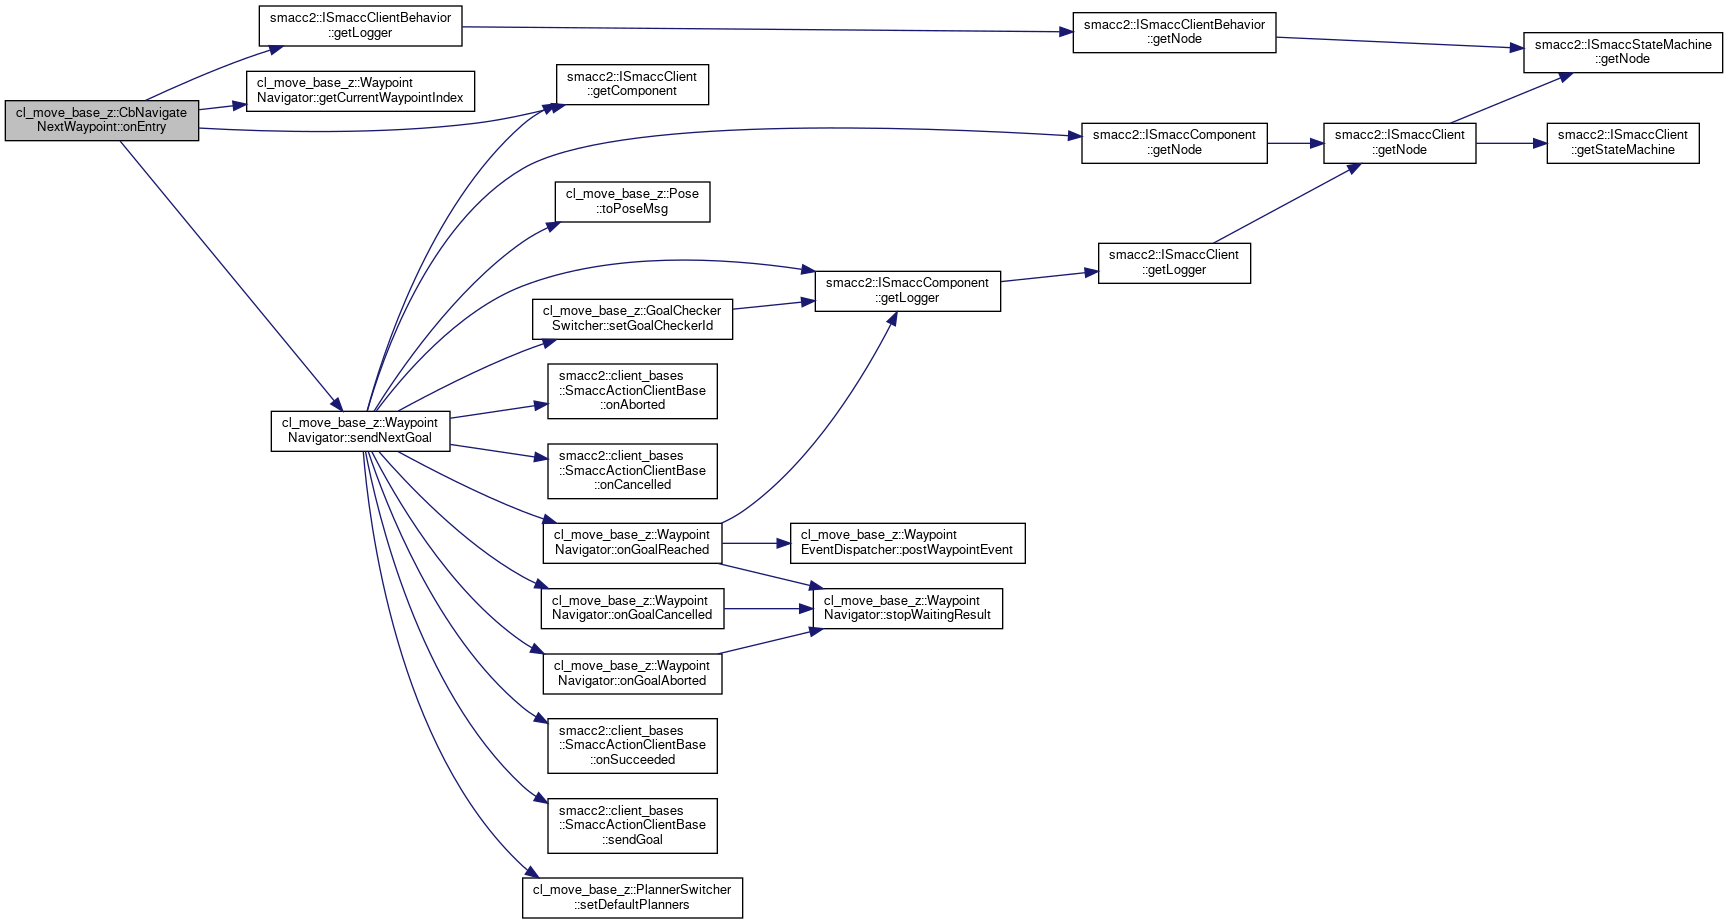 cl_move_base_z::CbNavigate
NextWaypoint::onEntry
smacc2::ISmaccClientBehavior
::getLogger
cl_move_base_z::Waypoint
Navigator::getCurrentWaypointIndex
smacc2::ISmaccClient
::getComponent
cl_move_base_z::Waypoint
Navigator::sendNextGoal
smacc2::ISmaccClientBehavior
::getNode
smacc2::ISmaccStateMachine
::getNode
smacc2::ISmaccComponent
::getNode
smacc2::ISmaccClient
::getNode
smacc2::ISmaccClient
::getStateMachine
cl_move_base_z::Pose
::toPoseMsg
smacc2::ISmaccComponent
::getLogger
smacc2::ISmaccClient
::getLogger
cl_move_base_z::GoalChecker
Switcher::setGoalCheckerId
smacc2::client_bases
::SmaccActionClientBase
::onAborted
smacc2::client_bases
::SmaccActionClientBase
::onCancelled
cl_move_base_z::Waypoint
Navigator::onGoalReached
cl_move_base_z::Waypoint
EventDispatcher::postWaypointEvent
cl_move_base_z::Waypoint
Navigator::onGoalCancelled
cl_move_base_z::Waypoint
Navigator::stopWaitingResult
cl_move_base_z::Waypoint
Navigator::onGoalAborted
smacc2::client_bases
::SmaccActionClientBase
::onSucceeded
smacc2::client_bases
::SmaccActionClientBase
::sendGoal
cl_move_base_z::PlannerSwitcher
::setDefaultPlanners